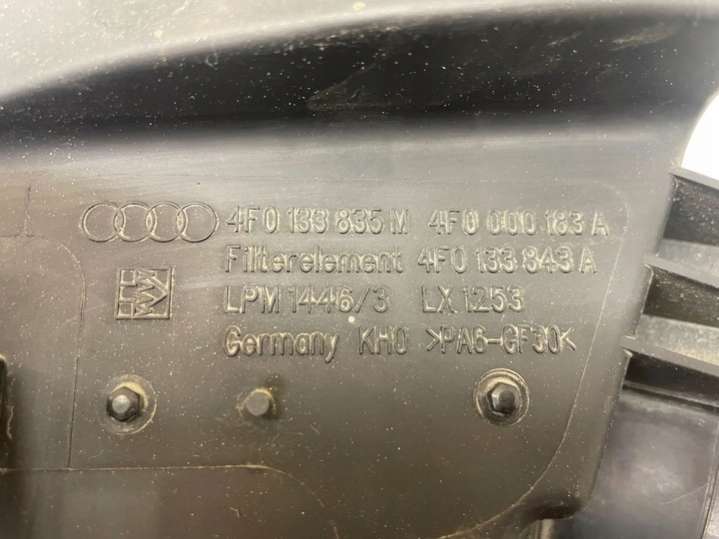 4F0 133 835 M 4F0 000 183 A
Filterelement 4F0 133 843 A
LPM 1446/3 LX 1253
Germany KH0 >PA6-GF30<